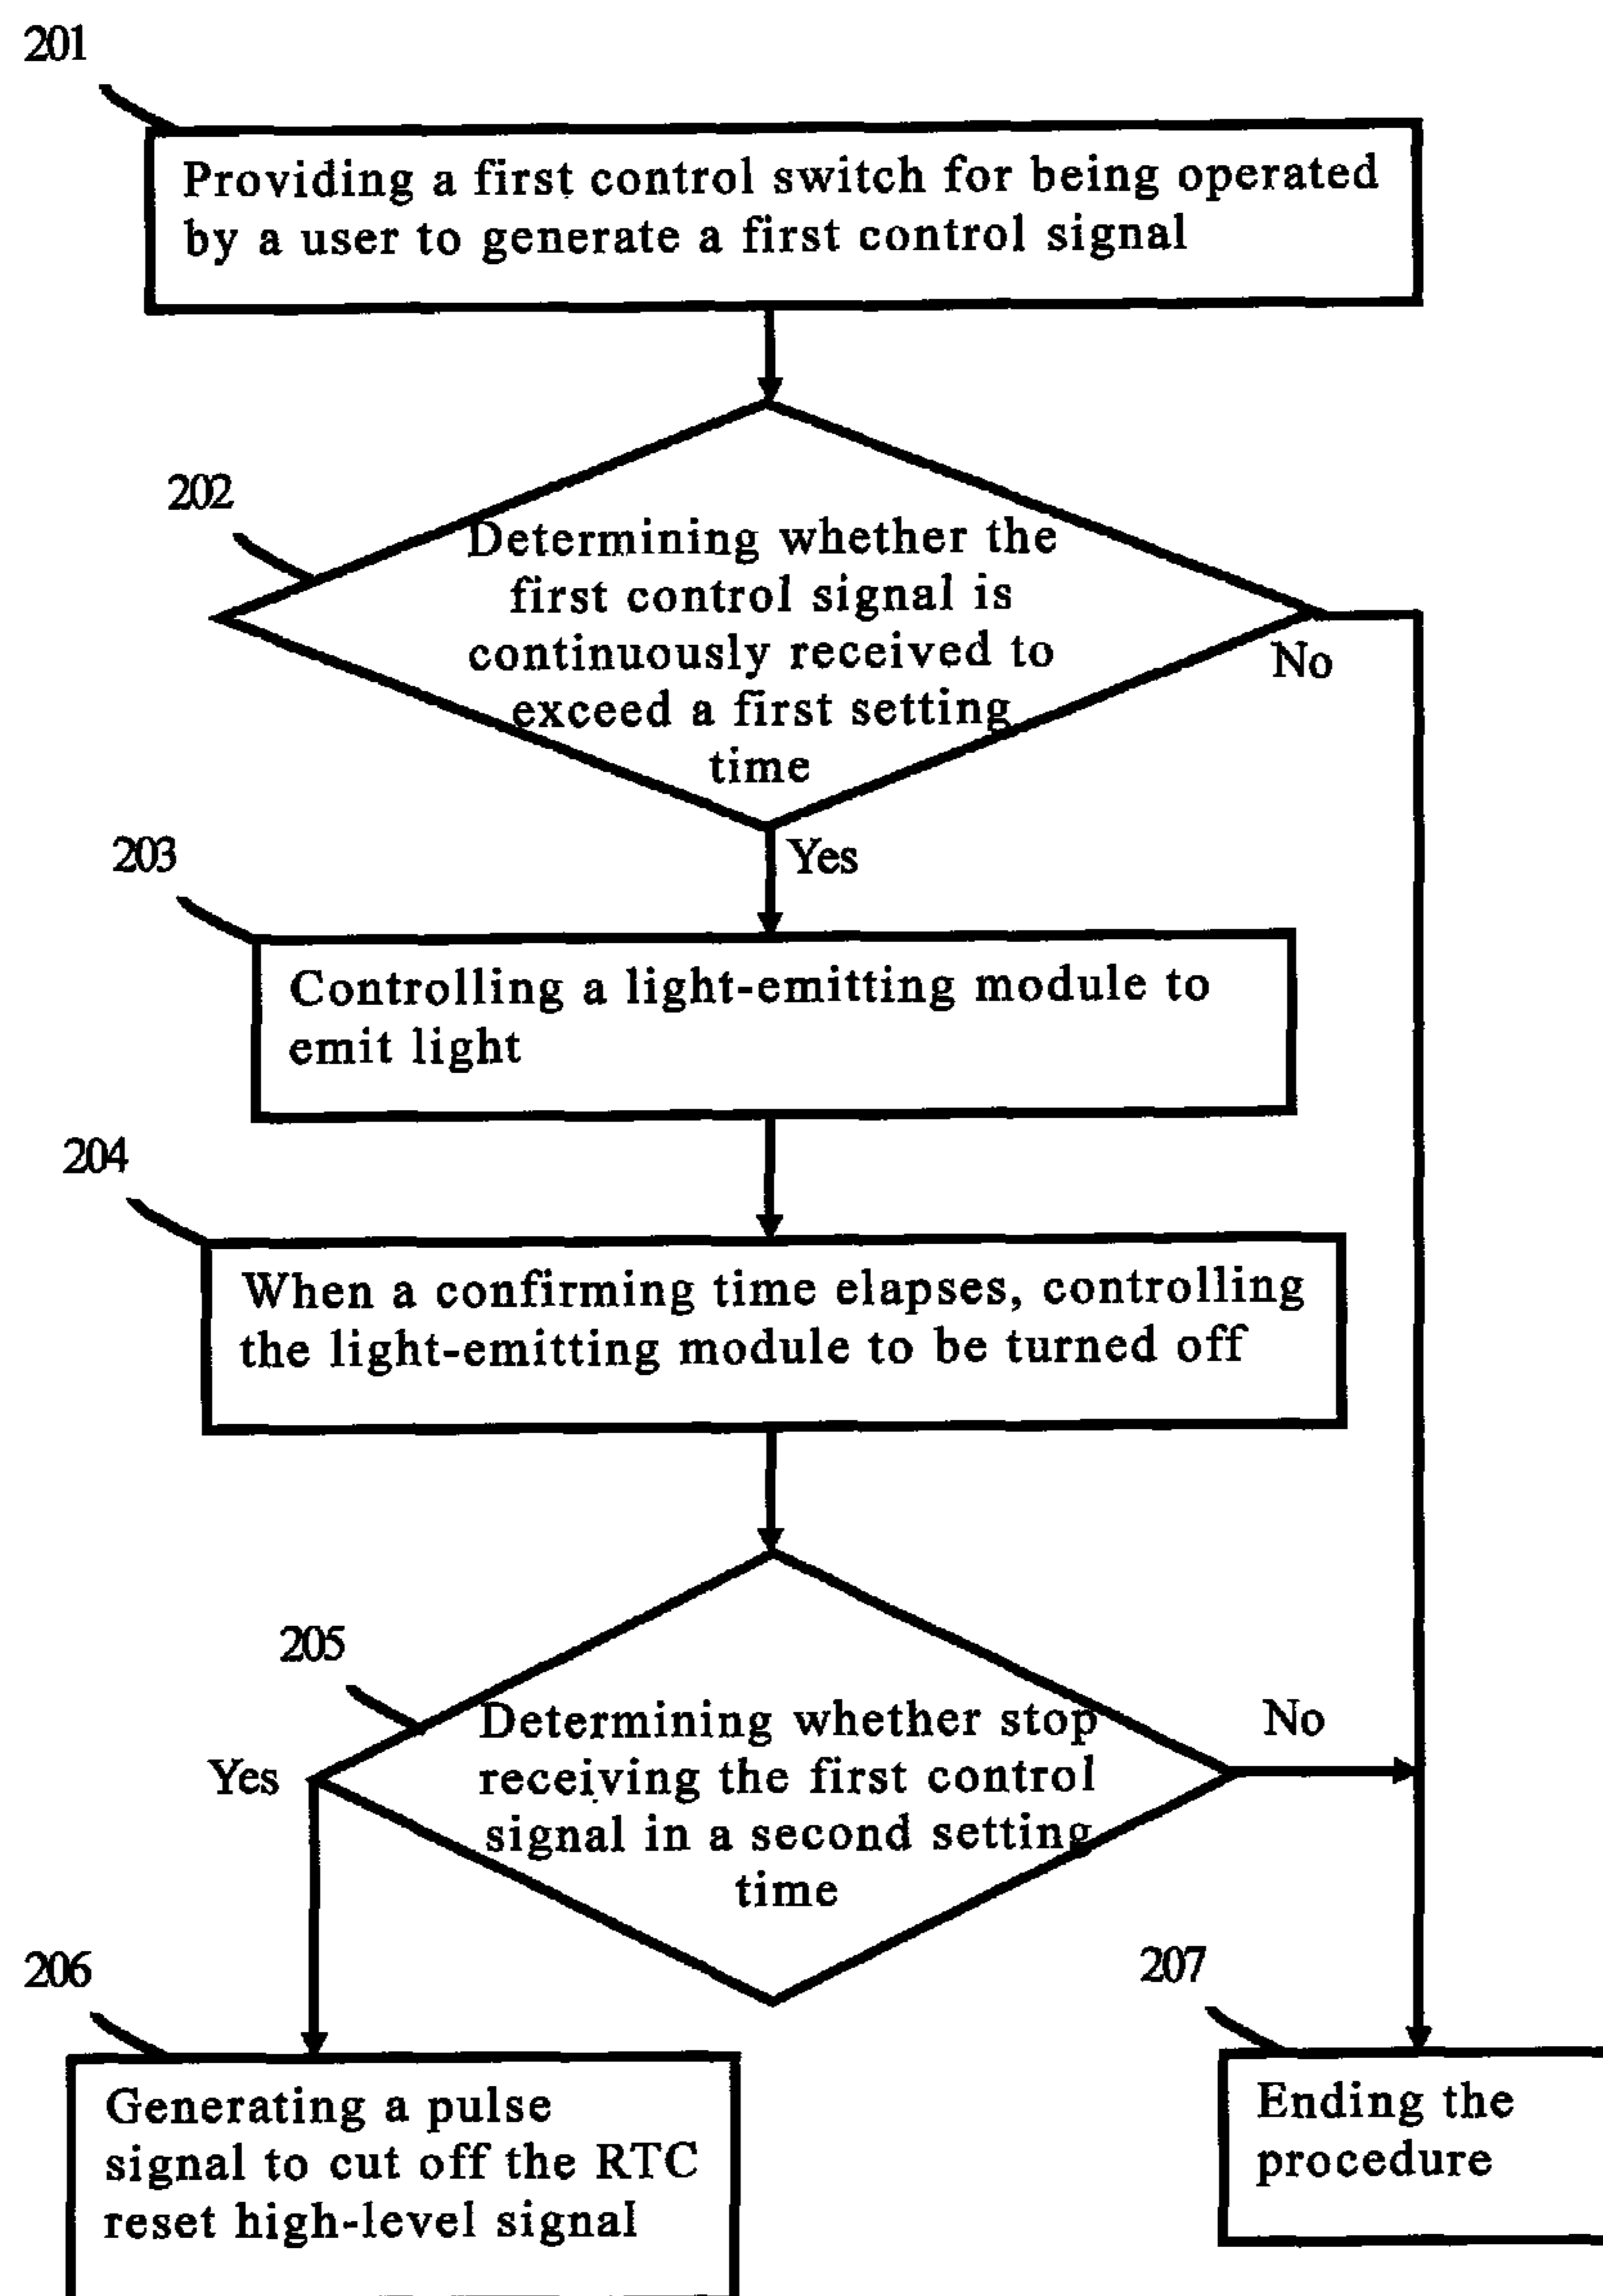 201
Providing a first control switch for being operated
by a user to generate a first control signal
202
Determining whether the
first control signal is
continuously received to
exceed a first setting
time
No
Yes
203
Controlling a light-emitting module to
emit light
204
When a confirming time elapses, controlling
the light-emitting module to be turned off
205
Determining whether stop
receiving the first control
signal in a second setting
time
No
Yes
206
Generating a pulse
signal to cut off the RTC
reset high-level signal
207
Ending the
procedure